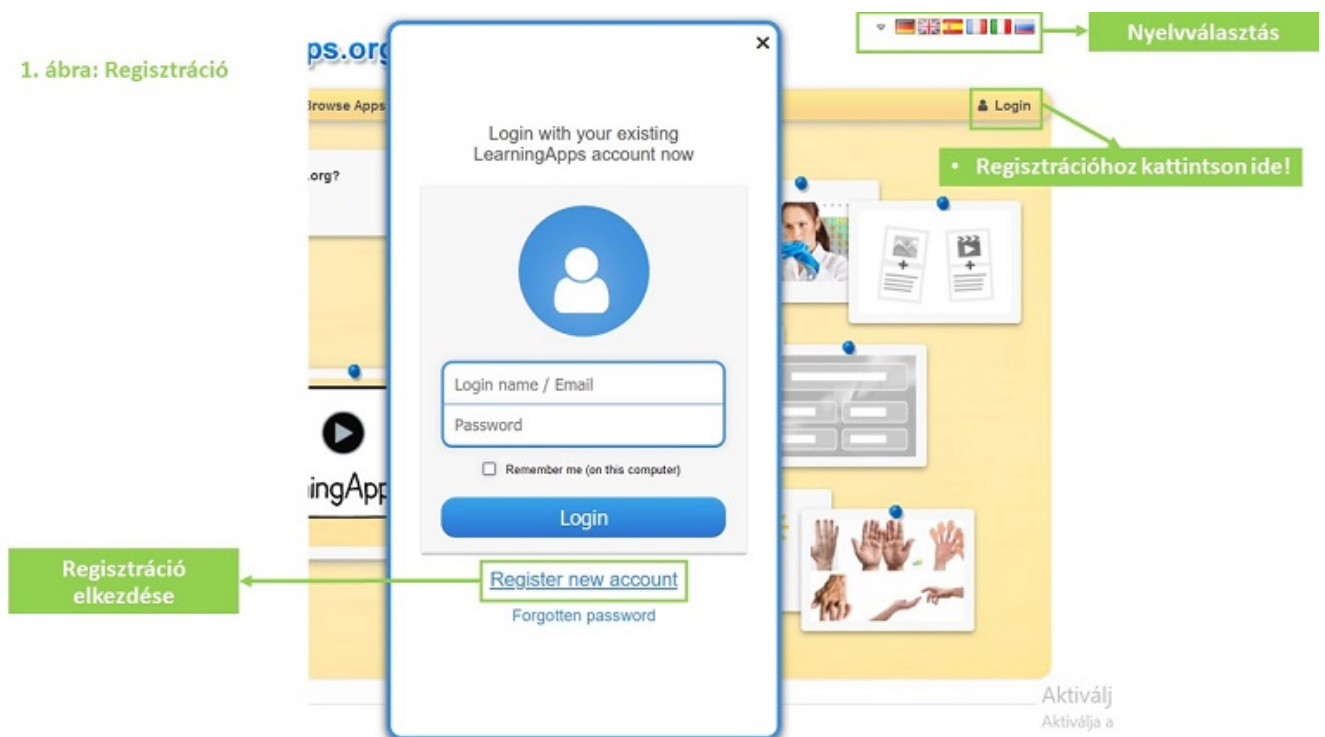 Nyelvválasztás
ps.org
1. ábra: Regisztráció
Browse Apps
Login
• Regisztrációhoz kattintson ide!
.org?
×
Login with your existing
LearningApps account now
Login name / Email
Password
Remember me (on this computer)
Login
ingApp
Regisztráció
elkezdése
Register new account
Forgotten password
Aktiválj
Aktiválja a